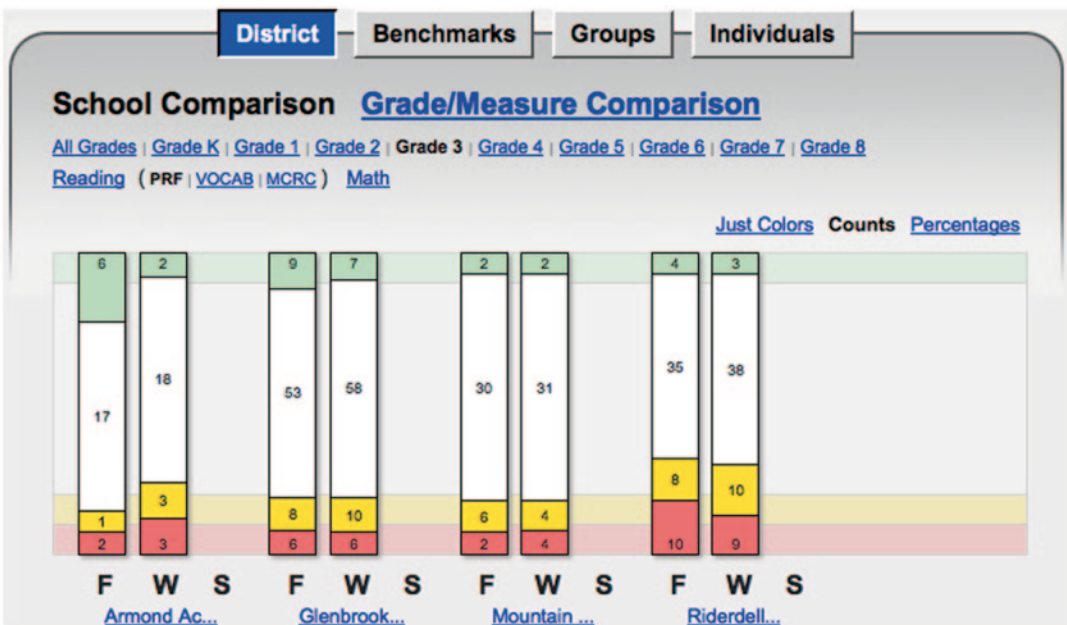 District Benchmarks Groups Individuals
School Comparison Grade/Measure Comparison
All Grades | Grade K | Grade 1 | Grade 2 | Grade 3 | Grade 4 | Grade 5 | Grade 6 | Grade 7 | Grade 8
Reading ( PRF | VOCAB | MCRC ) Math
Just Colors Counts Percentages
6 2 9 7 2 2 4 3
17 18 53 58 30 31 35 38
1 3 8 10 6 4 8 10
2 3 6 6 2 4 10 9
F W S F W S F W S F W S
Armond Ac... Glenbrook... Mountain ... Riderdell...